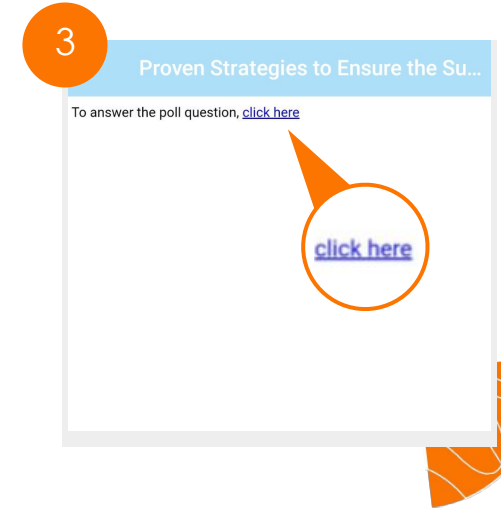 3
Proven Strategies to Ensure the Su...
To answer the poll question, click here
click here